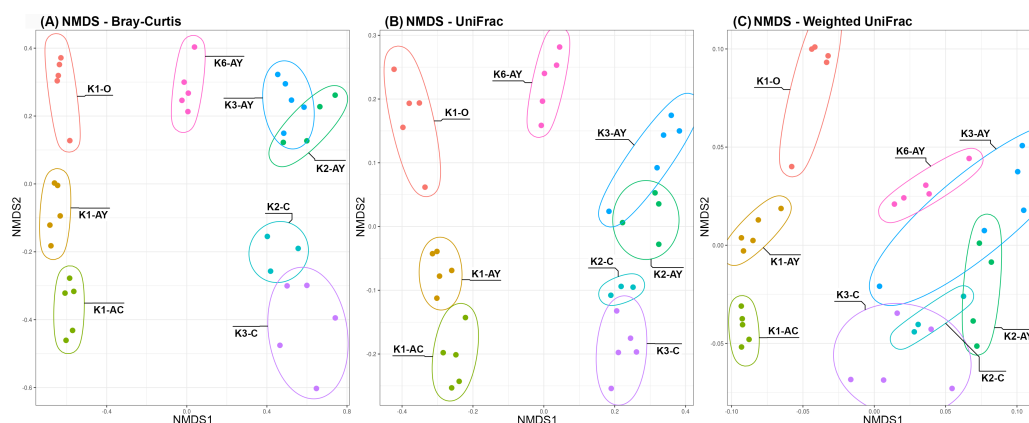 (A) NMDS - Bray-Curtis
0.4
0.2
0.0
-0.2
-0.4
-0.6
NMDS2
K1-O
K6-AY
K3-AY
K2-AY
K1-AY
K2-C
K1-AC
K3-C
-0.4
0.0
0.4
0.8
NMDS1
(B) NMDS - UniFrac
0.3
0.2
0.1
0.0
-0.1
-0.2
NMDS2
K6-AY
K1-O
K3-AY
K2-AY
K1-AY
K2-C
K1-AC
K3-C
-0.4
-0.2
0.0
0.2
0.4
NMDS1
(C) NMDS - Weighted UniFrac
0.10
0.05
0.00
-0.05
NMDS2
K1-O
K3-AY
K6-AY
K1-AY
K3-C
K1-AC
K2-AY
K2-C
-0.10
-0.05
0.00
0.05
0.10
NMDS1